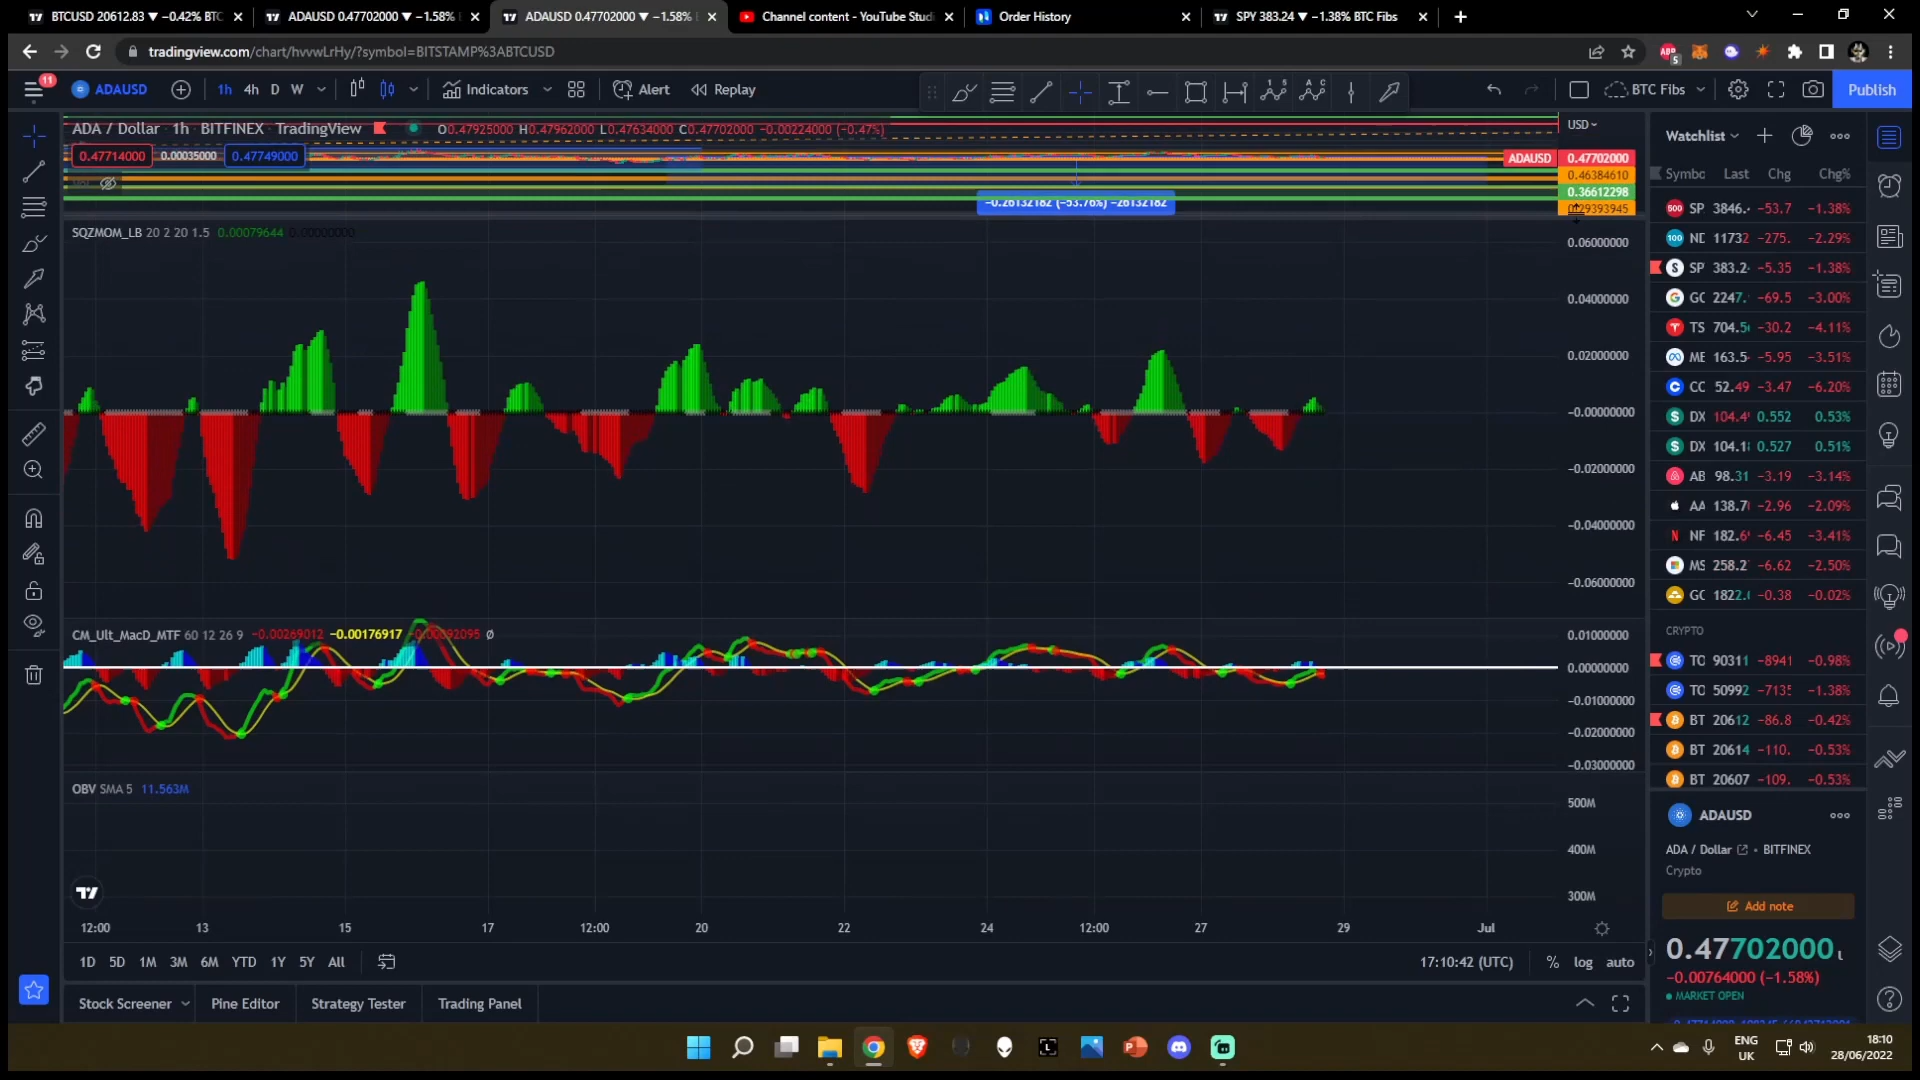 BTCUSD 20612.83 ▼ −0.42% BTC
ADAUSD 0.47702000 ▼ −1.58%
ADAUSD 0.47702000 ▼ −1.58%
Channel content - YouTube Studi
Order History
SPY 383.24 ▼ −1.38% BTC Fibs
tradingview.com/chart/hvvwLrHy/?symbol=BITSTAMP%3ABTCUSD
11
ADAUSD
1h 4h D W
Indicators
Alert
Replay
BTC Fibs
Publish
ADA / Dollar · 1h · BITFINEX · TradingView
O0.47925000 H0.47962000 L0.47634000 C0.47702000 −0.00224000 (−0.47%)
USD
0.47714000 0.00035000 0.47749000
ADAUSD 0.47702000
0.46384610
0.36612298
0.29393945
−0.26132182 (−53.76%) −26132182
SQZMOM_LB 20 2 20 1.5 0.00079644 0.00000000
0.06000000
0.04000000
0.02000000
−0.00000000
−0.02000000
−0.04000000
−0.06000000
CM_Ult_MacD_MTF 60 12 26 9 −0.00269012 −0.00176917 −0.00092095 Ø
0.01000000
0.00000000
−0.01000000
−0.02000000
−0.03000000
OBV SMA 5 11.563M
500M
400M
300M
12:00 13 15 17 12:00 20 22 24 12:00 27 29 Jul
1D 5D 1M 3M 6M YTD 1Y 5Y All
17:10:42 (UTC) % log auto
Stock Screener Pine Editor Strategy Tester Trading Panel
Watchlist
Symbo Last Chg Chg%
SP 3846. −53.7 −1.38%
ND 11732 −275. −2.29%
SP 383.2 −5.35 −1.38%
GO 2247. −69.5 −3.00%
TS 704.5 −30.2 −4.11%
ME 163.5 −5.95 −3.51%
CO 52.49 −3.47 −6.20%
DX 104.4 0.552 0.53%
DX 104.1 0.527 0.51%
AB 98.31 −3.19 −3.14%
AA 138.7 −2.96 −2.09%
NF 182.6 −6.45 −3.41%
MS 258.2 −6.62 −2.50%
GO 1822. −0.38 −0.02%
CRYPTO
TO 90311 −8941 −0.98%
TO 50992 −7135 −1.38%
BT 20612 −86.8 −0.42%
BT 20614 −110. −0.53%
BT 20607 −109. −0.53%
ADAUSD
ADA / Dollar · BITFINEX
Crypto
Add note
0.47702000
−0.00764000 (−1.58%)
MARKET OPEN
ENG
UK
18:10
28/06/2022